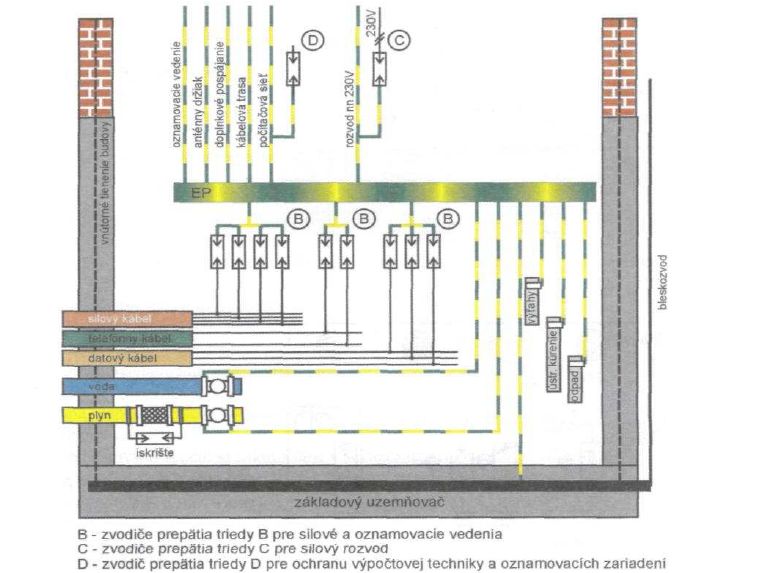 oznamovacie vedenie
anténny držiak
doplnkové pospájanie
kábelová trasa
počítačová sieť
D
rozvod nn 230V
230V
C
vnútorné tienenie budovy
EP
B
B
B
bleskozvod
silový kábel
telefónny kábel
dátový kábel
voda
plyn
iskrište
výťahy
ústr. kúrenie
odpad
základový uzemňovač
B - zvodiče prepätia triedy B pre silové a oznamovacie vedenia
C - zvodiče prepätia triedy C pre silový rozvod
D - zvodič prepätia triedy D pre ochranu výpočtovej techniky a oznamovacích zariadení